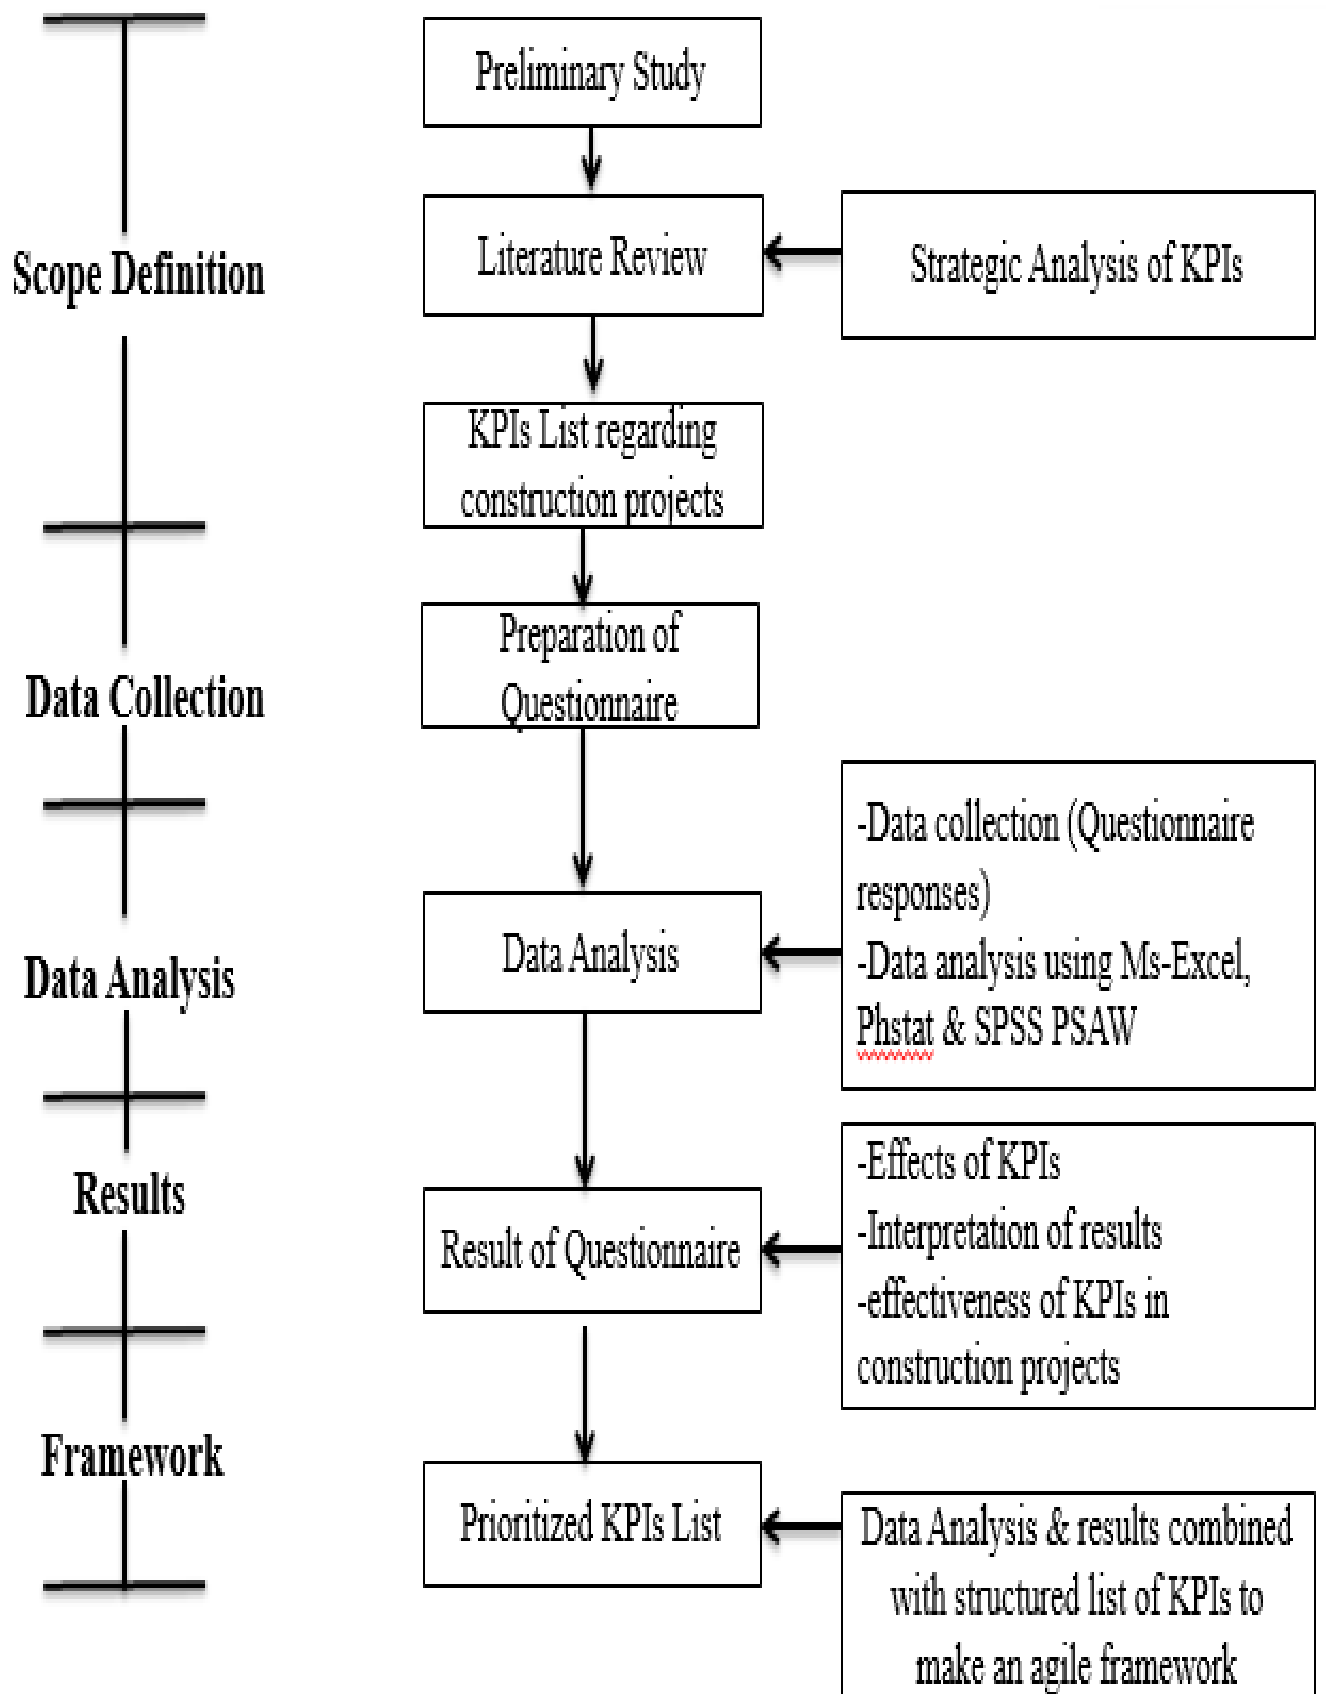 Preliminary Study
Literature Review
Strategic Analysis of KPIs
Scope Definition
KPIs List regarding
construction projects
Preparation of
Questionnaire
Data Collection
-Data collection (Questionnaire
responses)
-Data analysis using Ms-Excel,
Phstat & SPSS PSAW
Data Analysis
Data Analysis
-Effects of KPIs
-Interpretation of results
-effectiveness of KPIs in
construction projects
Results
Result of Questionnaire
Framework
Prioritized KPIs List
Data Analysis & results combined
with structured list of KPIs to
make an agile framework